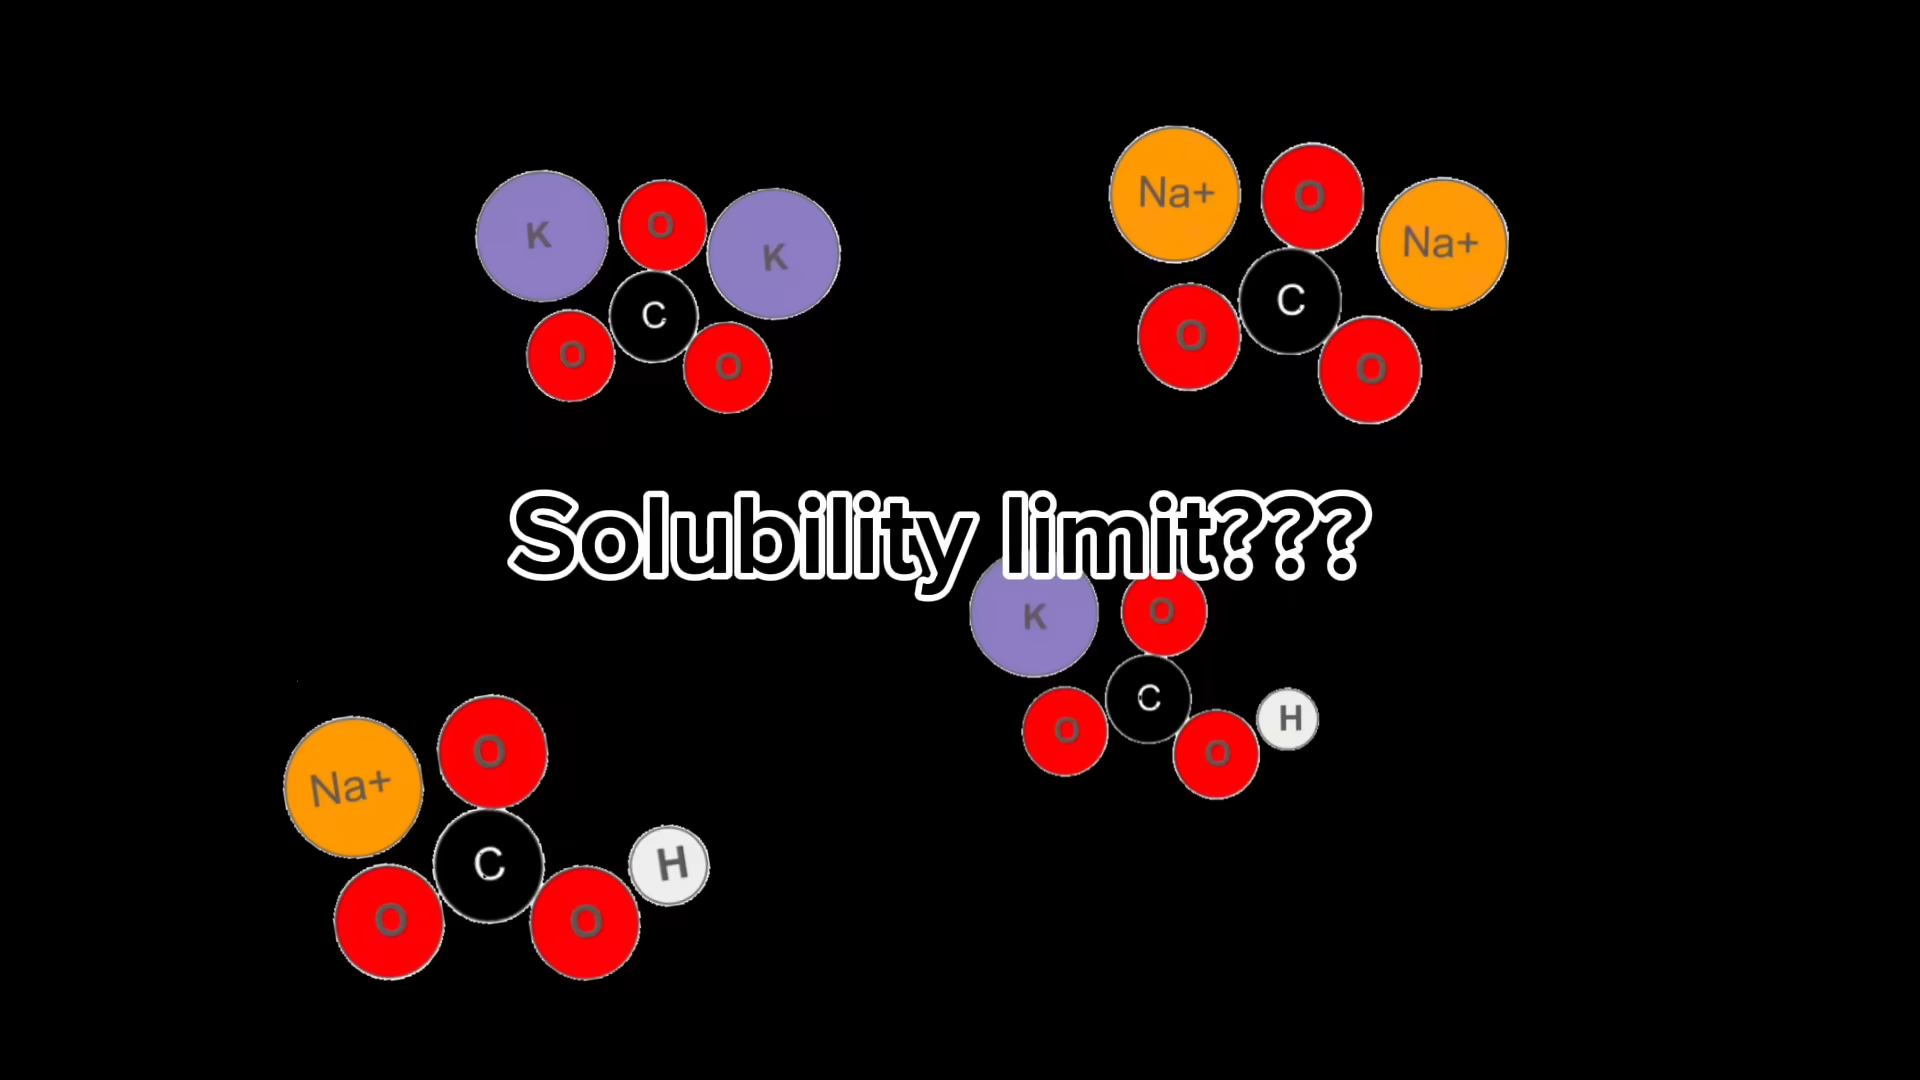 K O K
C
O O
Na+ O Na+
C
O O
Solubility limit???
K O
C
O O H
Na+ O
C
O O H